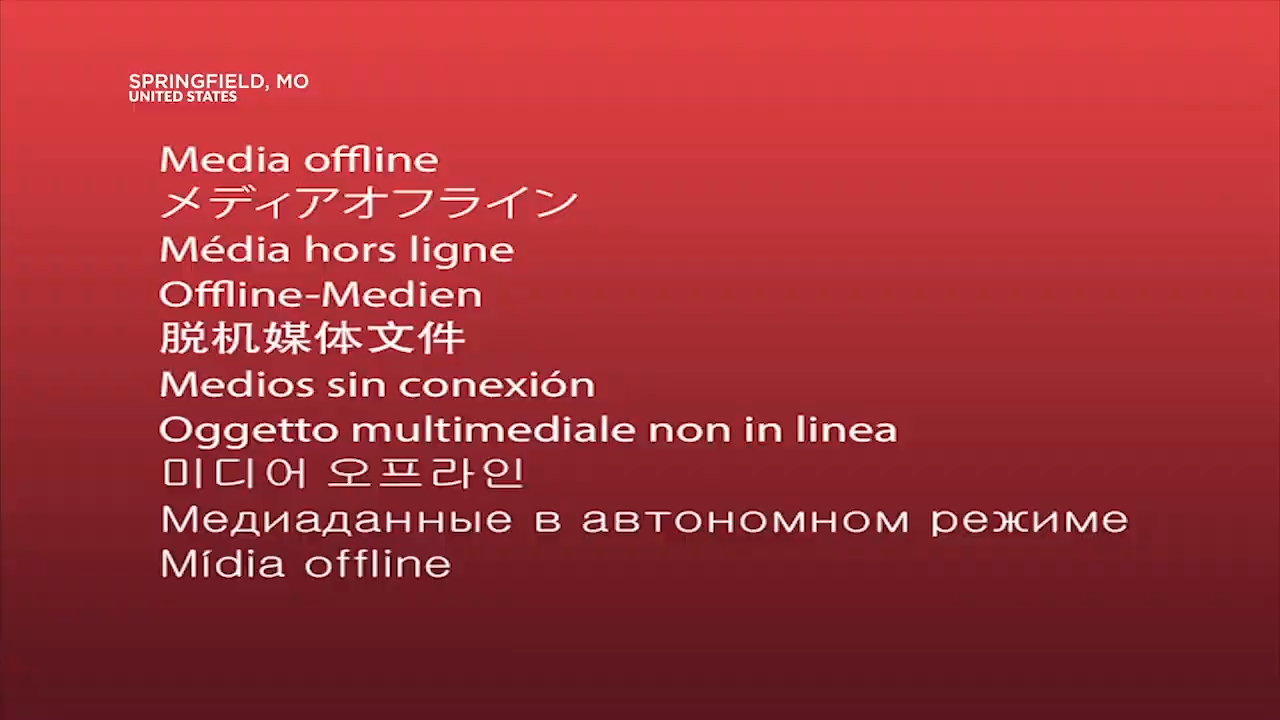 SPRINGFIELD, MO
UNITED STATES
Media offline
メディアオフライン
Média hors ligne
Offline-Medien
脱机媒体文件
Medios sin conexión
Oggetto multimediale non in linea
미디어 오프라인
Медиаданные в автономном режиме
Mídia offline